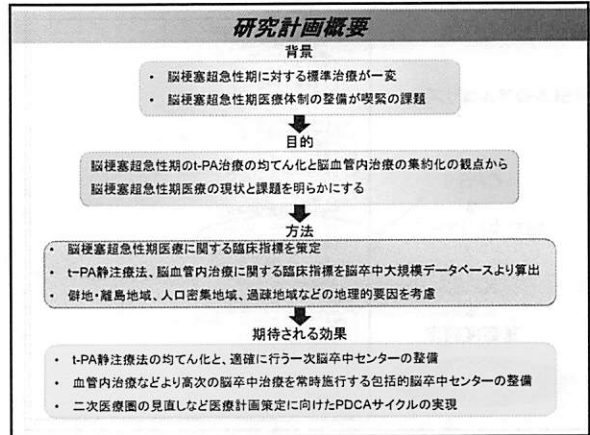 研究計画概要
背景
・ 脳梗塞超急性期に対する標準治療が一変
・ 脳梗塞超急性期医療体制の整備が喫緊の課題
目的
脳梗塞超急性期のt-PA治療の均てん化と脳血管内治療の集約化の観点から
脳梗塞超急性期医療の現状と課題を明らかにする
方法
・ 脳梗塞超急性期医療に関する臨床指標を策定
・ t-PA静注療法、脳血管内治療に関する臨床指標を脳卒中大規模データベースより算出
・ 僻地・離島地域、人口密集地域、過疎地域などの地理的要因を考慮
期待される効果
・ t-PA静注療法の均てん化と、適確に行う一次脳卒中センターの整備
・ 血管内治療などより高次の脳卒中治療を常時施行する包括的脳卒中センターの整備
・ 二次医療圏の見直しなど医療計画策定に向けたPDCAサイクルの実現